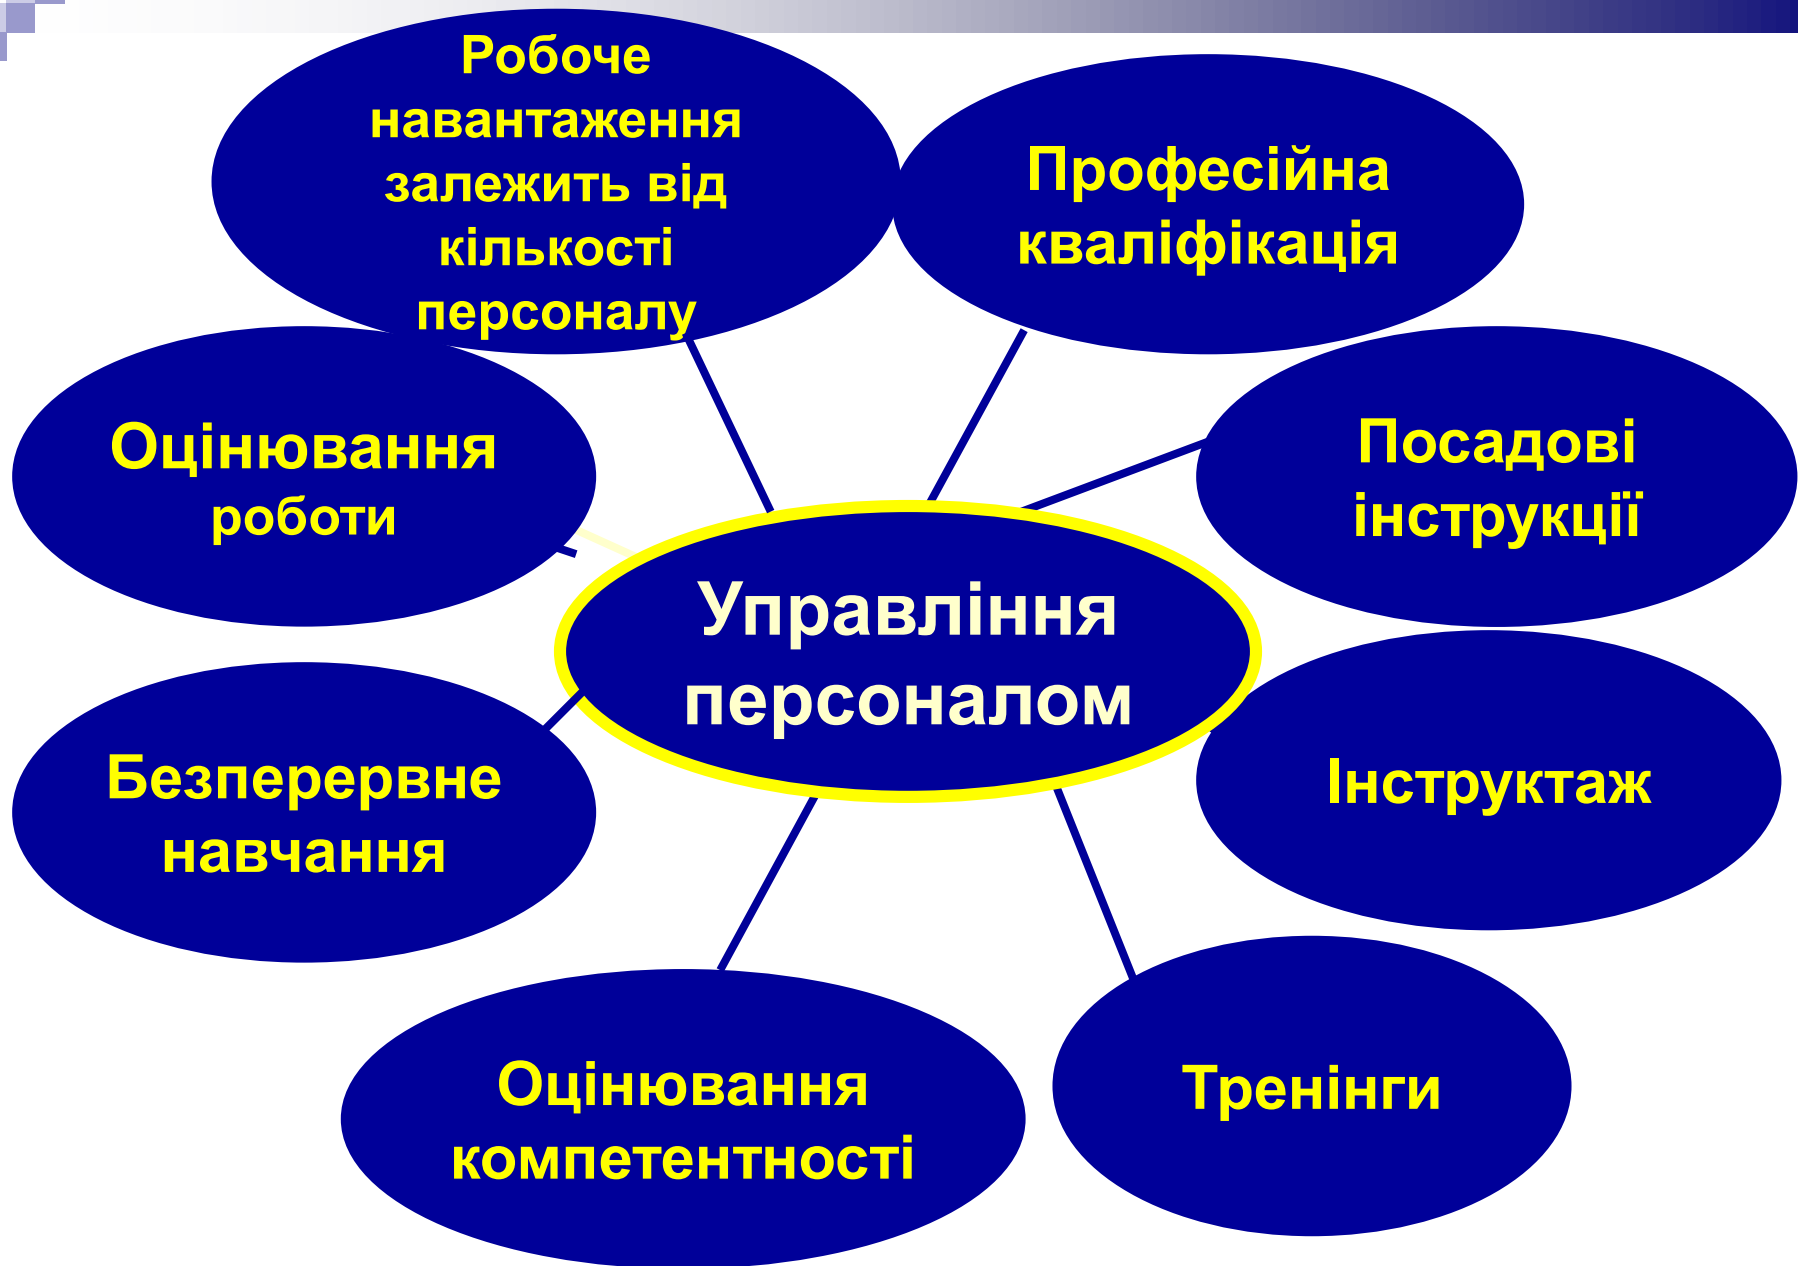 Робоче
навантаження
залежить від
кількості
персоналу
Професійна
кваліфікація
Оцінювання
роботи
Посадові
інструкції
Управління
персоналом
Безперервне
навчання
Інструктаж
Оцінювання
компетентності
Тренінги